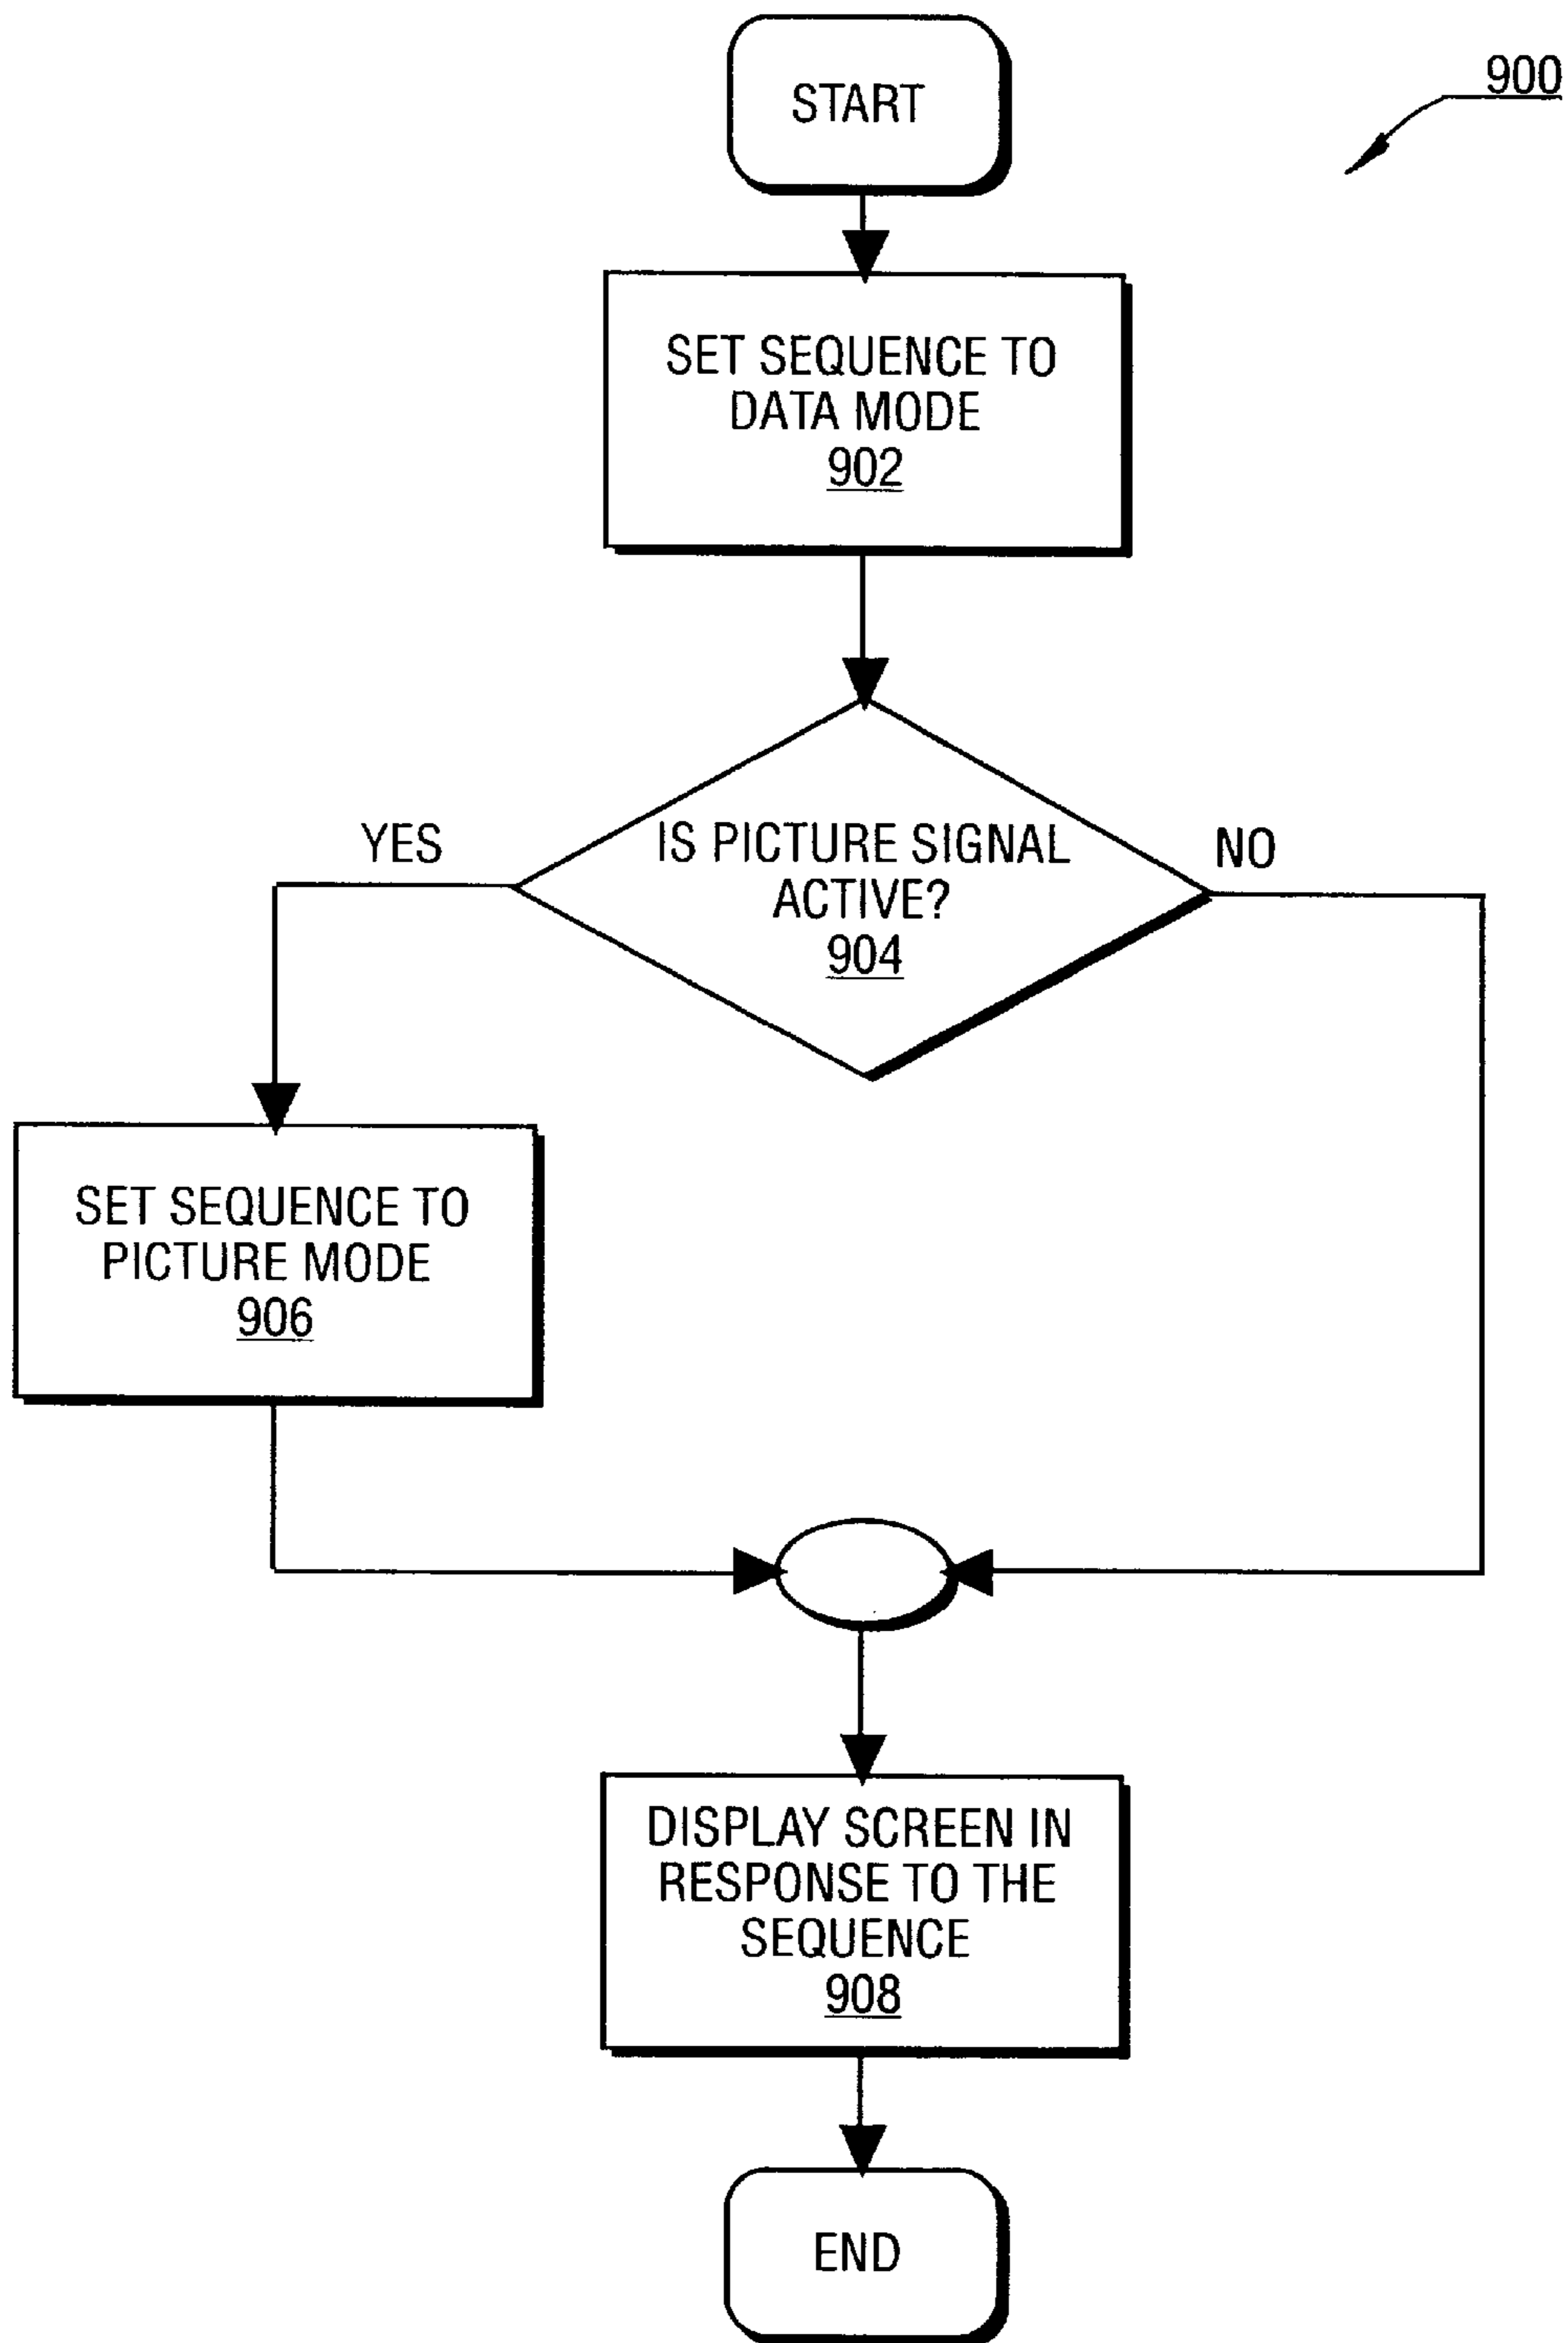 START
900
SET SEQUENCE TO
DATA MODE
902
IS PICTURE SIGNAL
ACTIVE?
904
YES
NO
SET SEQUENCE TO
PICTURE MODE
906
DISPLAY SCREEN IN
RESPONSE TO THE
SEQUENCE
908
END